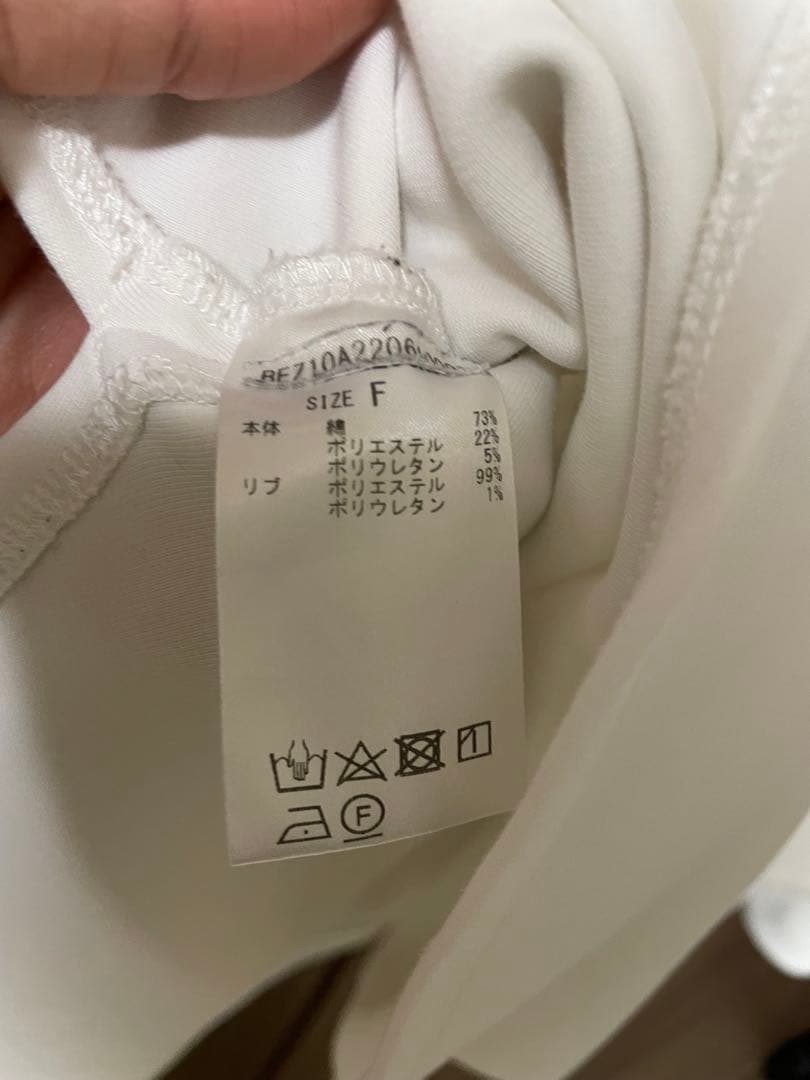 SIZE F
本体 綿 73%
ポリエステル 22%
ポリウレタン 5%
リブ ポリエステル 99%
ポリウレタン 1%
F